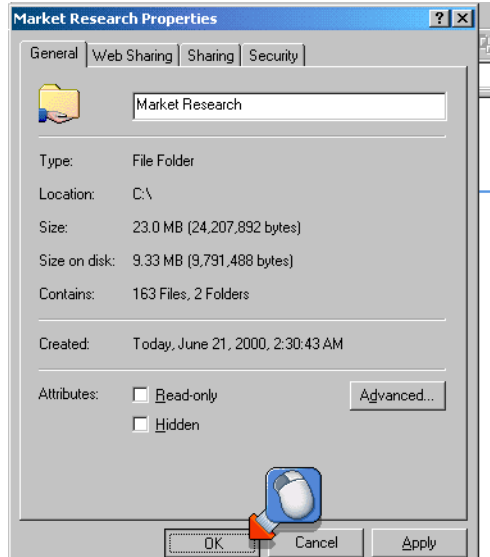 Market Research Properties
General Web Sharing Sharing Security
Market Research
Type: File Folder
Location: C:\
Size: 23.0 MB (24,207,892 bytes)
Size on disk: 9.33 MB (9,791,488 bytes)
Contains: 163 Files, 2 Folders
Created: Today, June 21, 2000, 2:30:43 AM
Attributes: Read-only Advanced...
Hidden
OK Cancel Apply